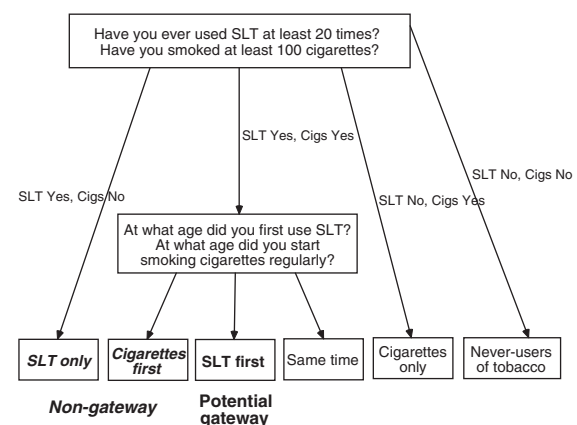 Have you ever used SLT at least 20 times?
Have you smoked at least 100 cigarettes?
SLT Yes, Cigs Yes
SLT No, Cigs No
SLT Yes, Cigs No
SLT No, Cigs Yes
At what age did you first use SLT?
At what age did you start
smoking cigarettes regularly?
SLT only
Cigarettes
first
SLT first
Same time
Cigarettes
only
Never-users
of tobacco
Non-gateway
Potential
gateway